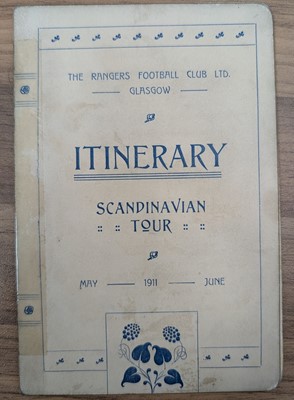 THE RANGERS FOOTBALL CLUB LTD.
GLASGOW
ITINERARY
SCANDINAVIAN
:: :: TOUR :: ::
MAY — 1911 — JUNE